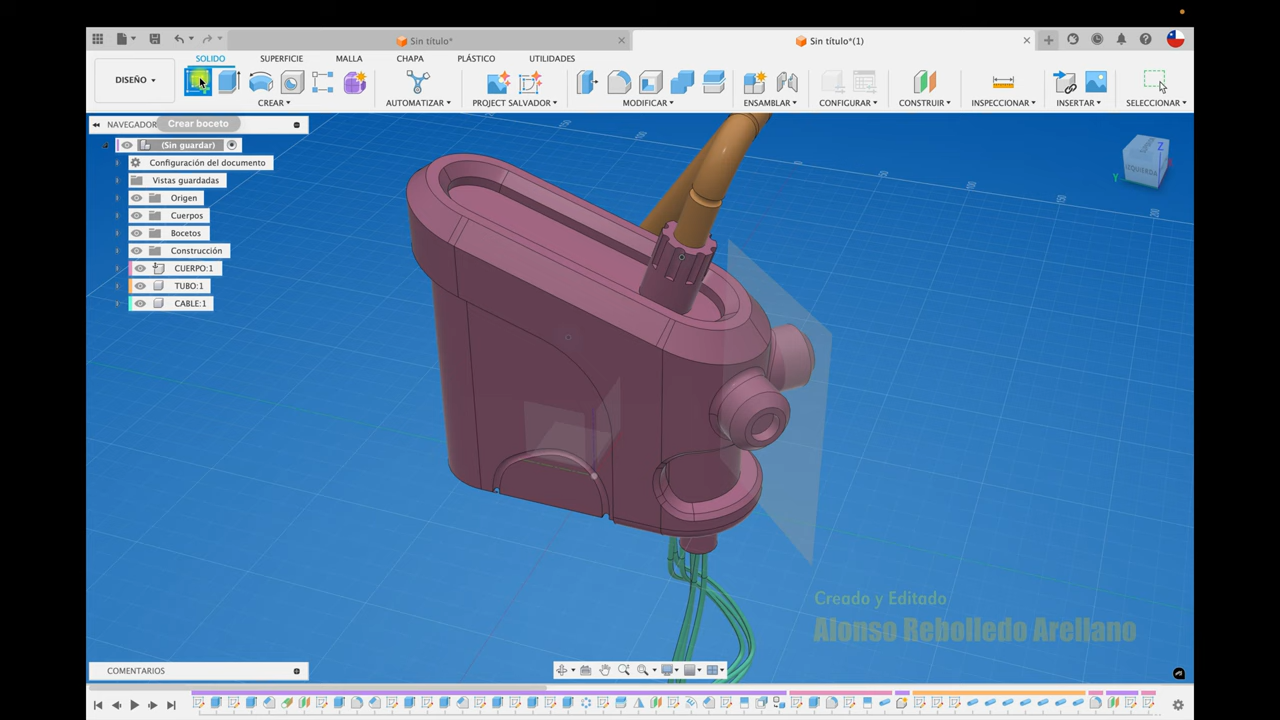 Sin título*
Sin título*(1)
DISEÑO
SOLIDO
SUPERFICIE
MALLA
CHAPA
PLÁSTICO
UTILIDADES
CREAR
AUTOMATIZAR
PROJECT SALVADOR
MODIFICAR
ENSAMBLAR
CONFIGURAR
CONSTRUIR
INSPECCIONAR
INSERTAR
SELECCIONAR
NAVEGADOR
Crear boceto
(Sin guardar)
Configuración del documento
Vistas guardadas
Origen
Cuerpos
Bocetos
Construcción
CUERPO:1
TUBO:1
CABLE:1
Z
Y
IZQUIERDA
Creado y Editado
Alonso Rebolledo Arellano
COMENTARIOS